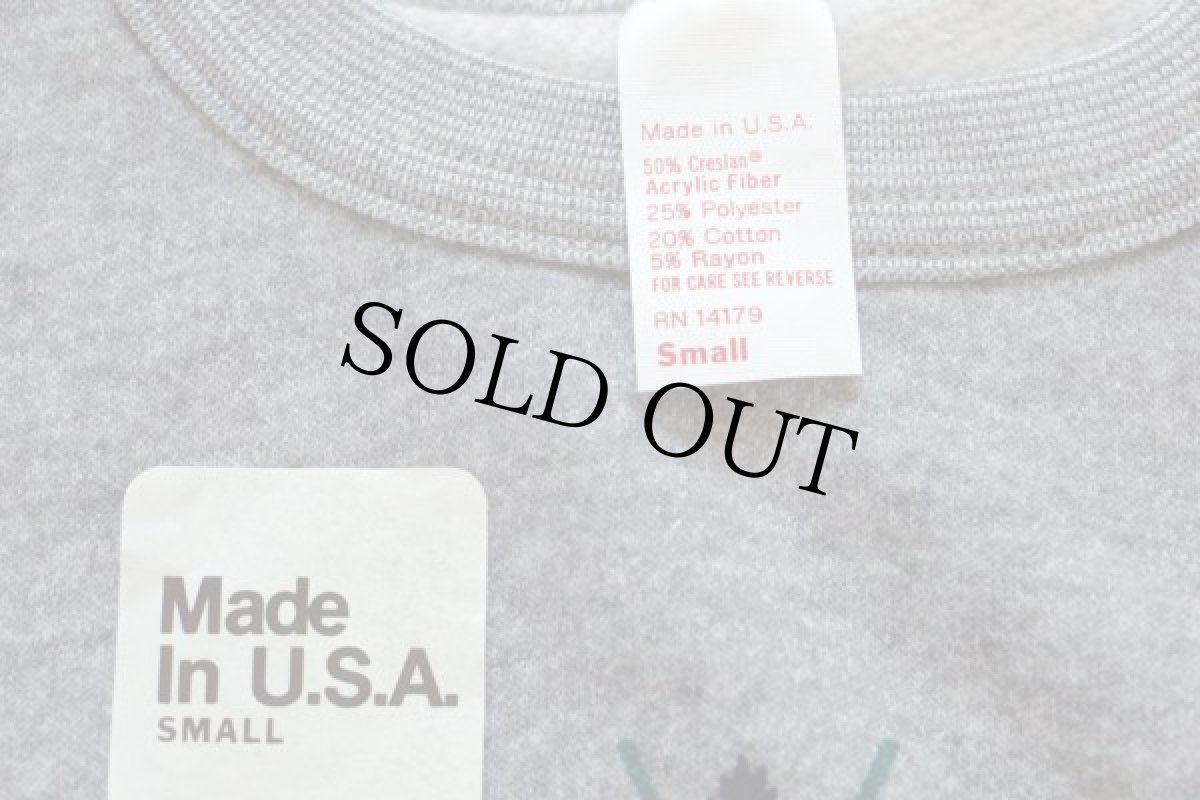 Made in U.S.A.
50% Creslan®
Acrylic Fiber
25% Polyester
20% Cotton
5% Rayon
FOR CARE SEE REVERSE
RN 14179
Small
SOLD OUT
Made
In U.S.A.
SMALL